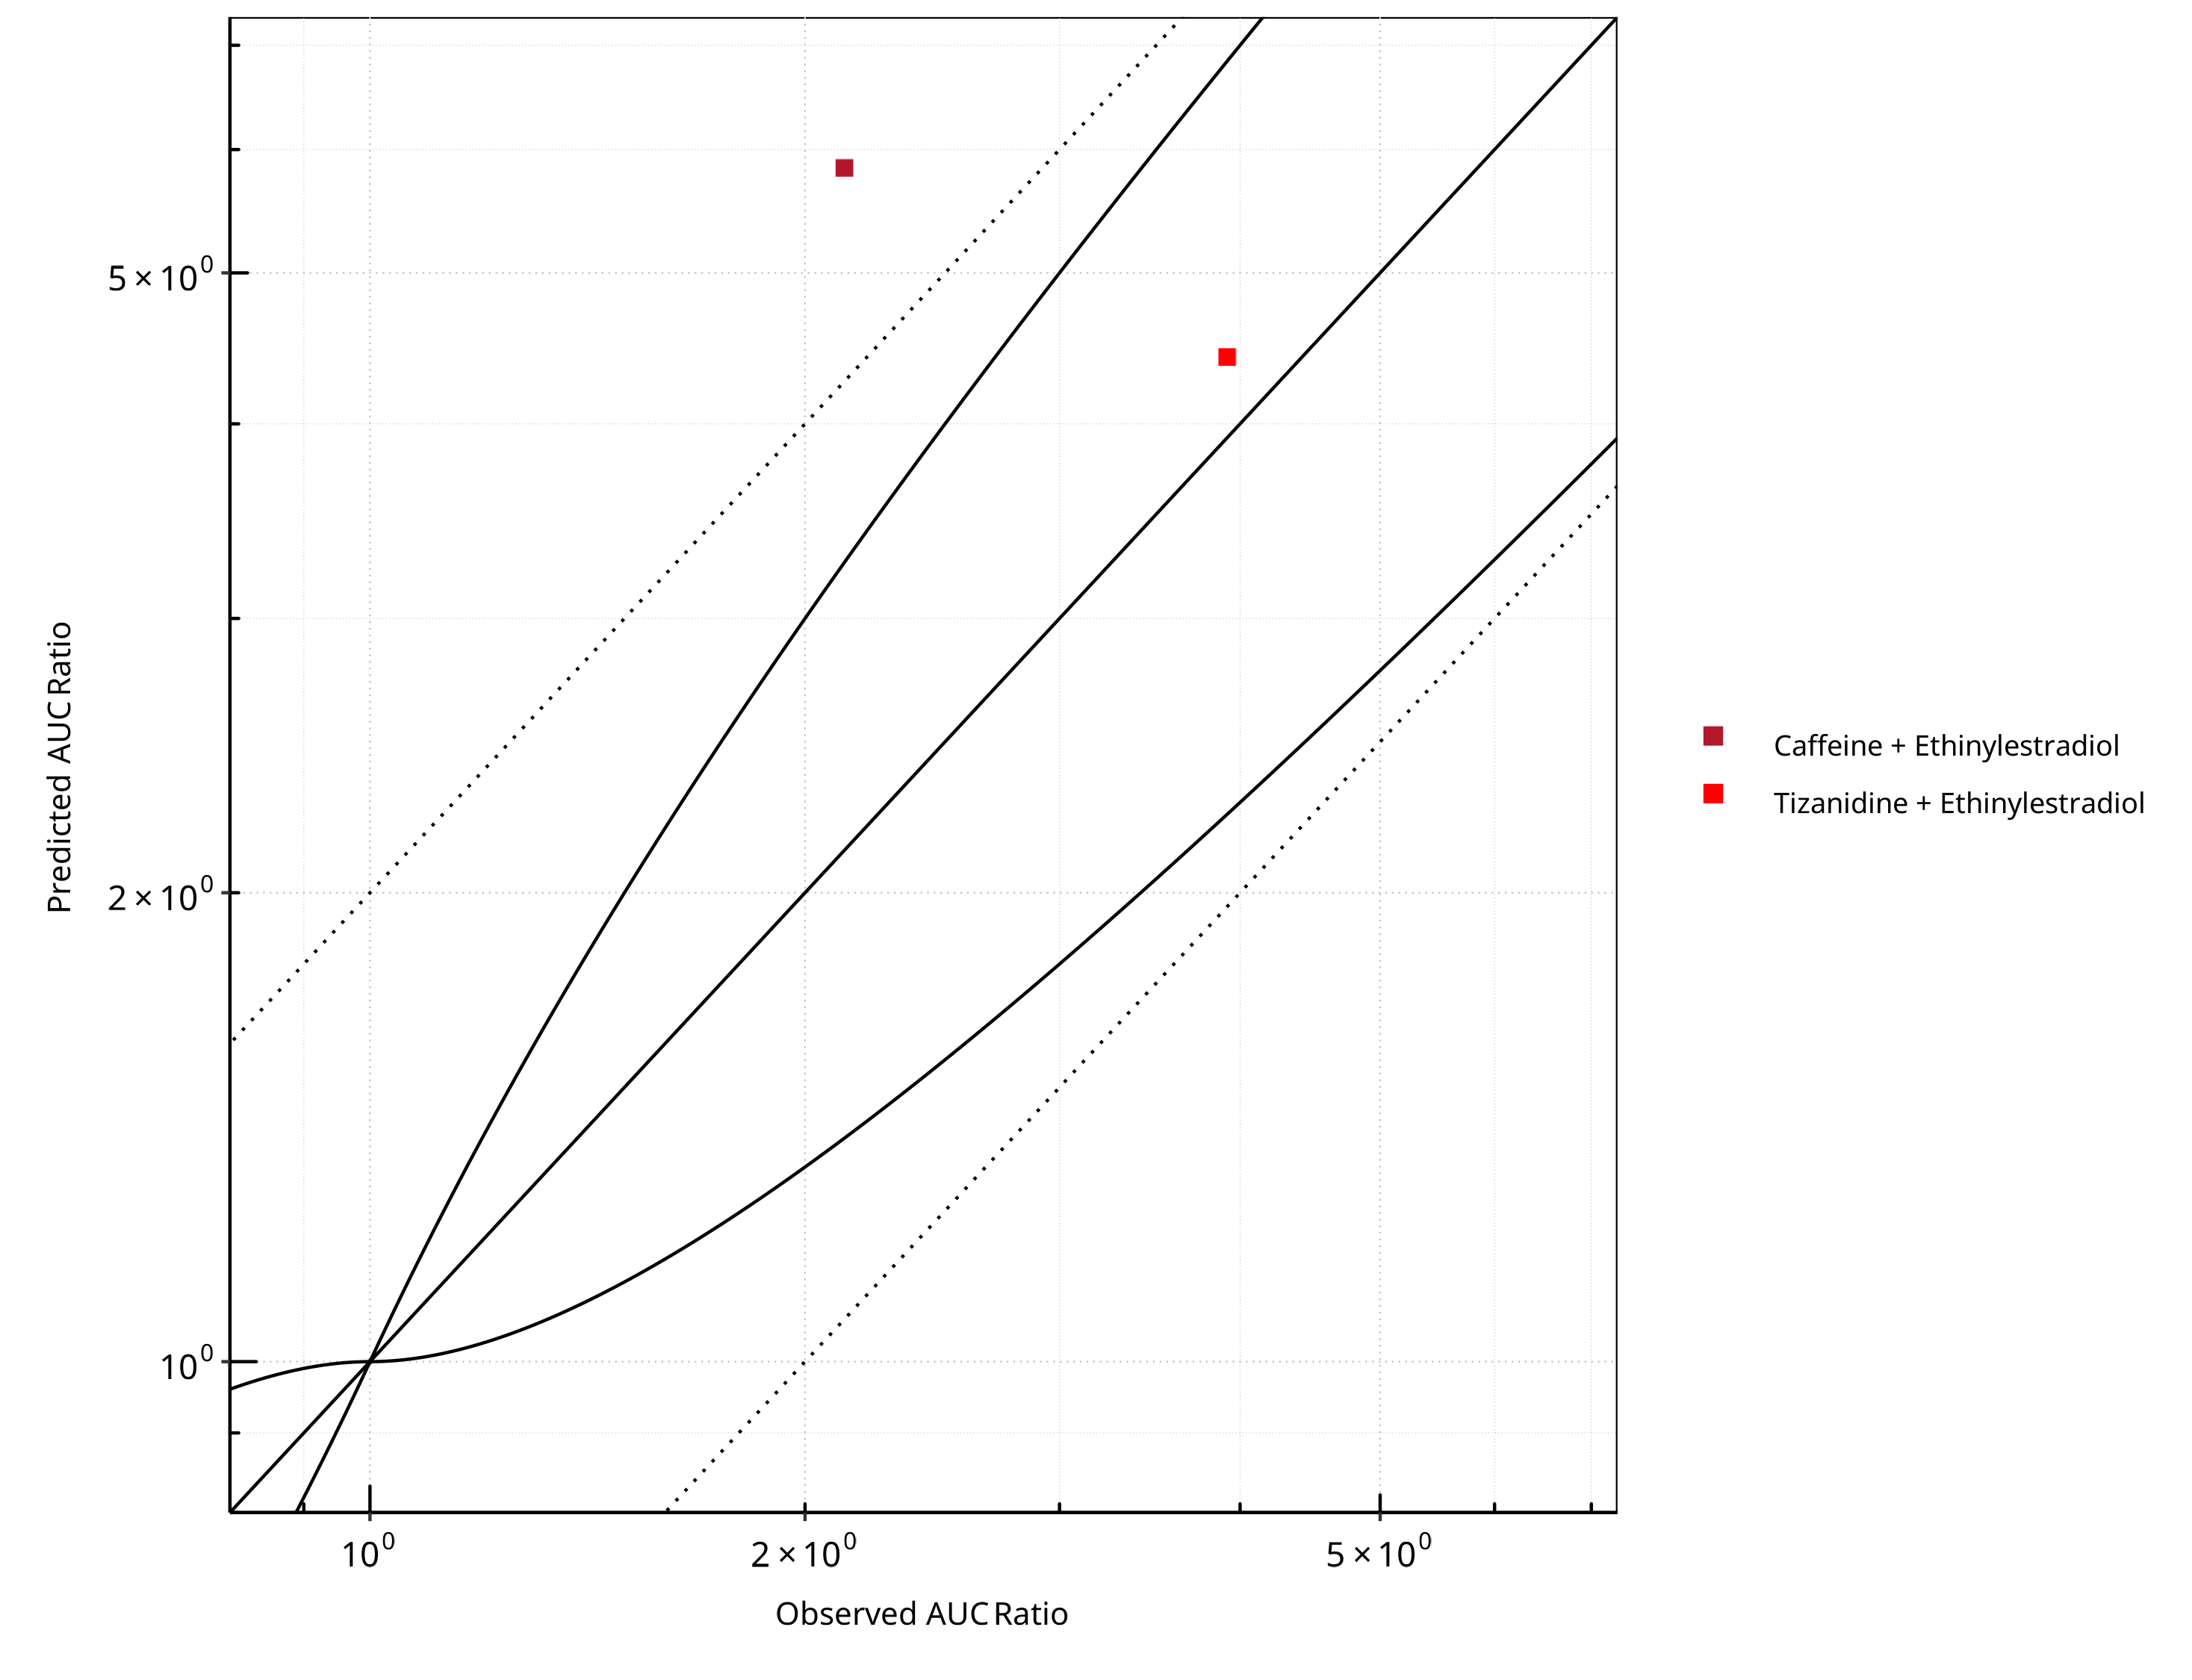 Predicted AUC Ratio
5 × 10⁰
2 × 10⁰
10⁰
10⁰
2 × 10⁰
5 × 10⁰
Observed AUC Ratio
Caffeine + Ethinylestradiol
Tizanidine + Ethinylestradiol